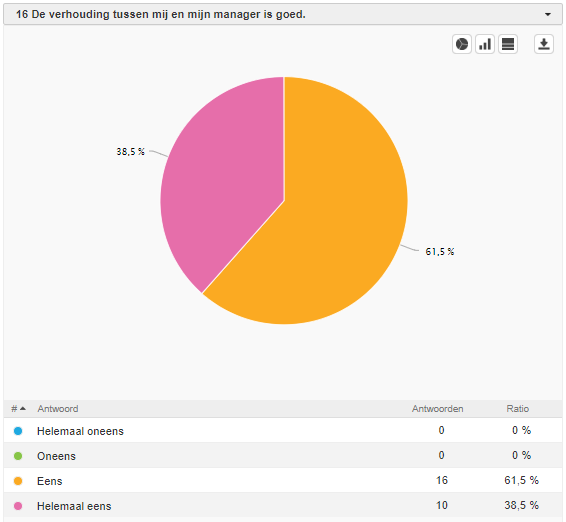 16 De verhouding tussen mij en mijn manager is goed.
38,5 %
61,5 %
# Antwoord Antwoorden Ratio
Helemaal oneens 0 0 %
Oneens 0 0 %
Eens 16 61,5 %
Helemaal eens 10 38,5 %